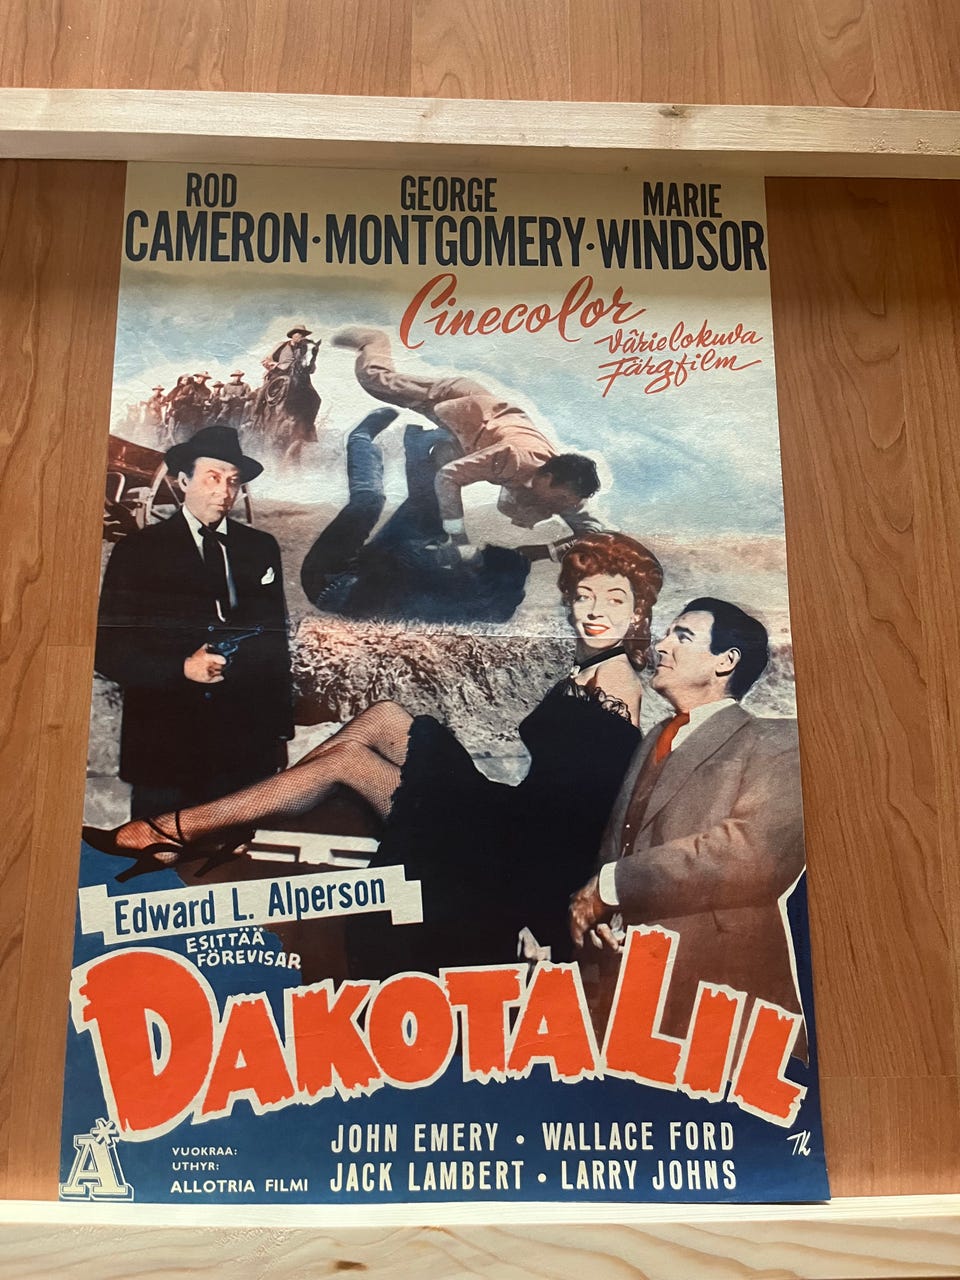 ROD GEORGE MARIE
CAMERON·MONTGOMERY·WINDSOR
Cinecolor
Värielokuva
Färgfilm
Edward L. Alperson
ESITTÄÄ
FÖREVISAR
DAKOTA LIL
JOHN EMERY • WALLACE FORD
JACK LAMBERT • LARRY JOHNS
VUOKRAA:
UTHYR:
ALLOTRIA FILMI
A*
TK